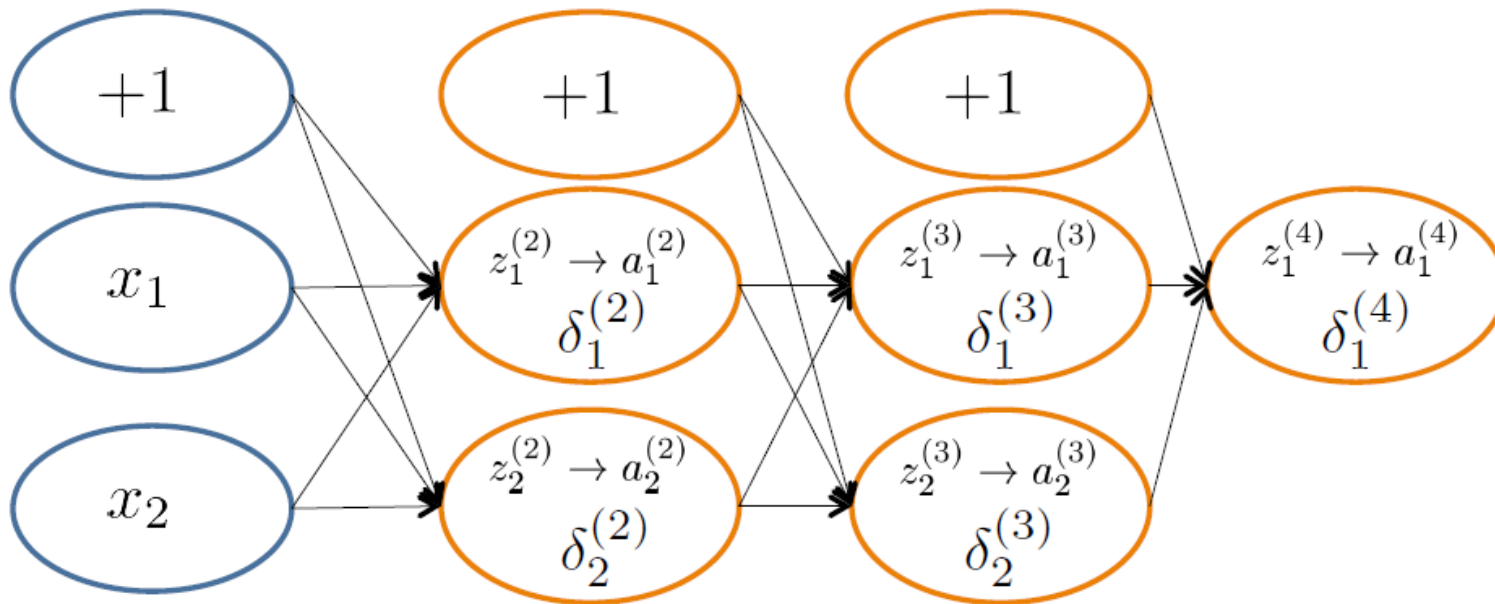 +1
x₁
x₂
+1
z₁⁽²⁾ → a₁⁽²⁾
δ₁⁽²⁾
z₂⁽²⁾ → a₂⁽²⁾
δ₂⁽²⁾
+1
z₁⁽³⁾ → a₁⁽³⁾
δ₁⁽³⁾
z₂⁽³⁾ → a₂⁽³⁾
δ₂⁽³⁾
z₁⁽⁴⁾ → a₁⁽⁴⁾
δ₁⁽⁴⁾